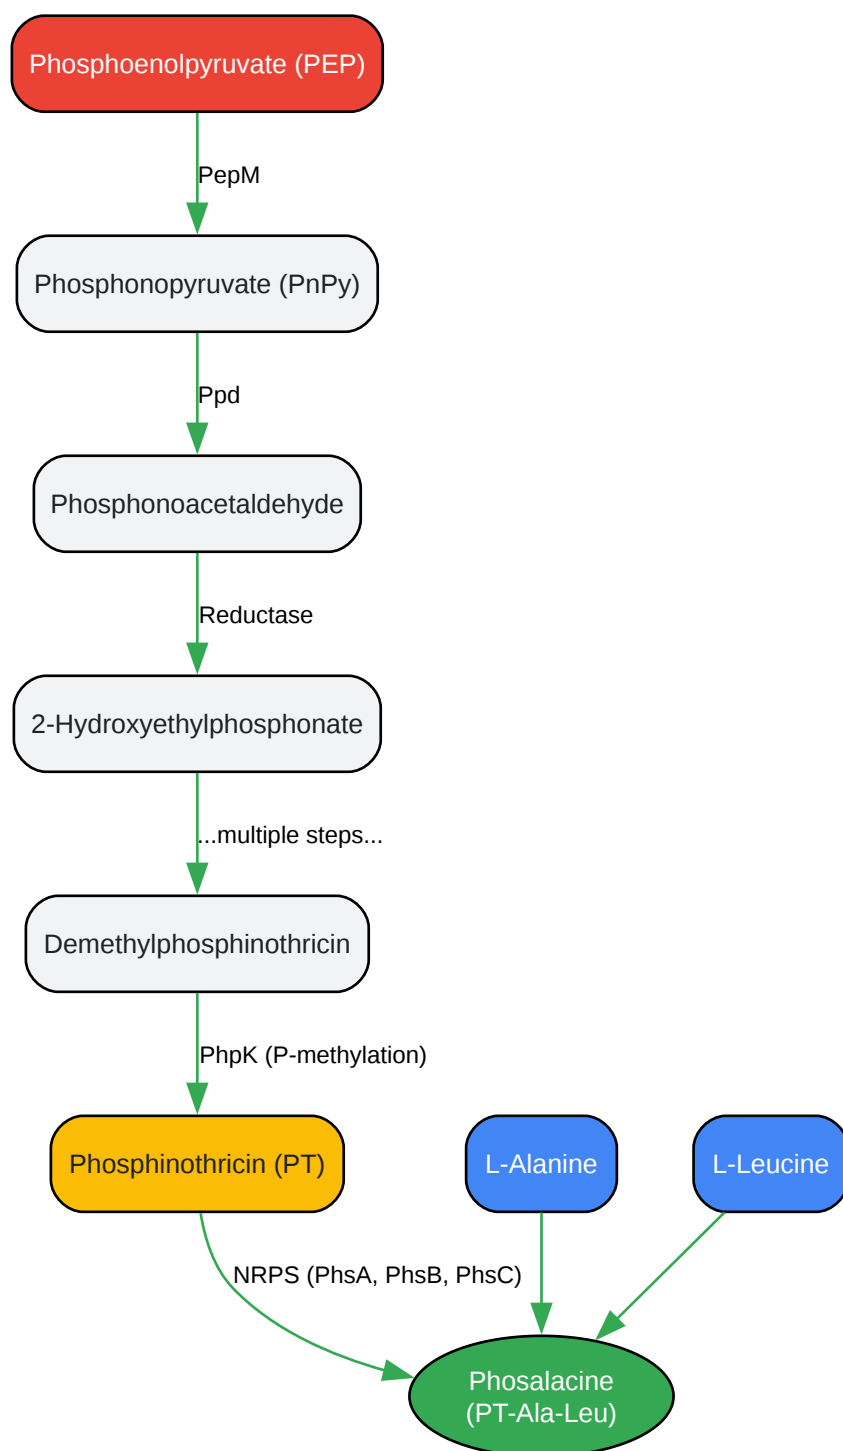 Phosphoenolpyruvate (PEP)
PepM
Phosphonopyruvate (PnPy)
Ppd
Phosphonoacetaldehyde
Reductase
2-Hydroxyethylphosphonate
...multiple steps...
Demethylphosphinothricin
PhpK (P-methylation)
Phosphinothricin (PT)
L-Alanine
L-Leucine
NRPS (PhsA, PhsB, PhsC)
Phosalacine
(PT-Ala-Leu)